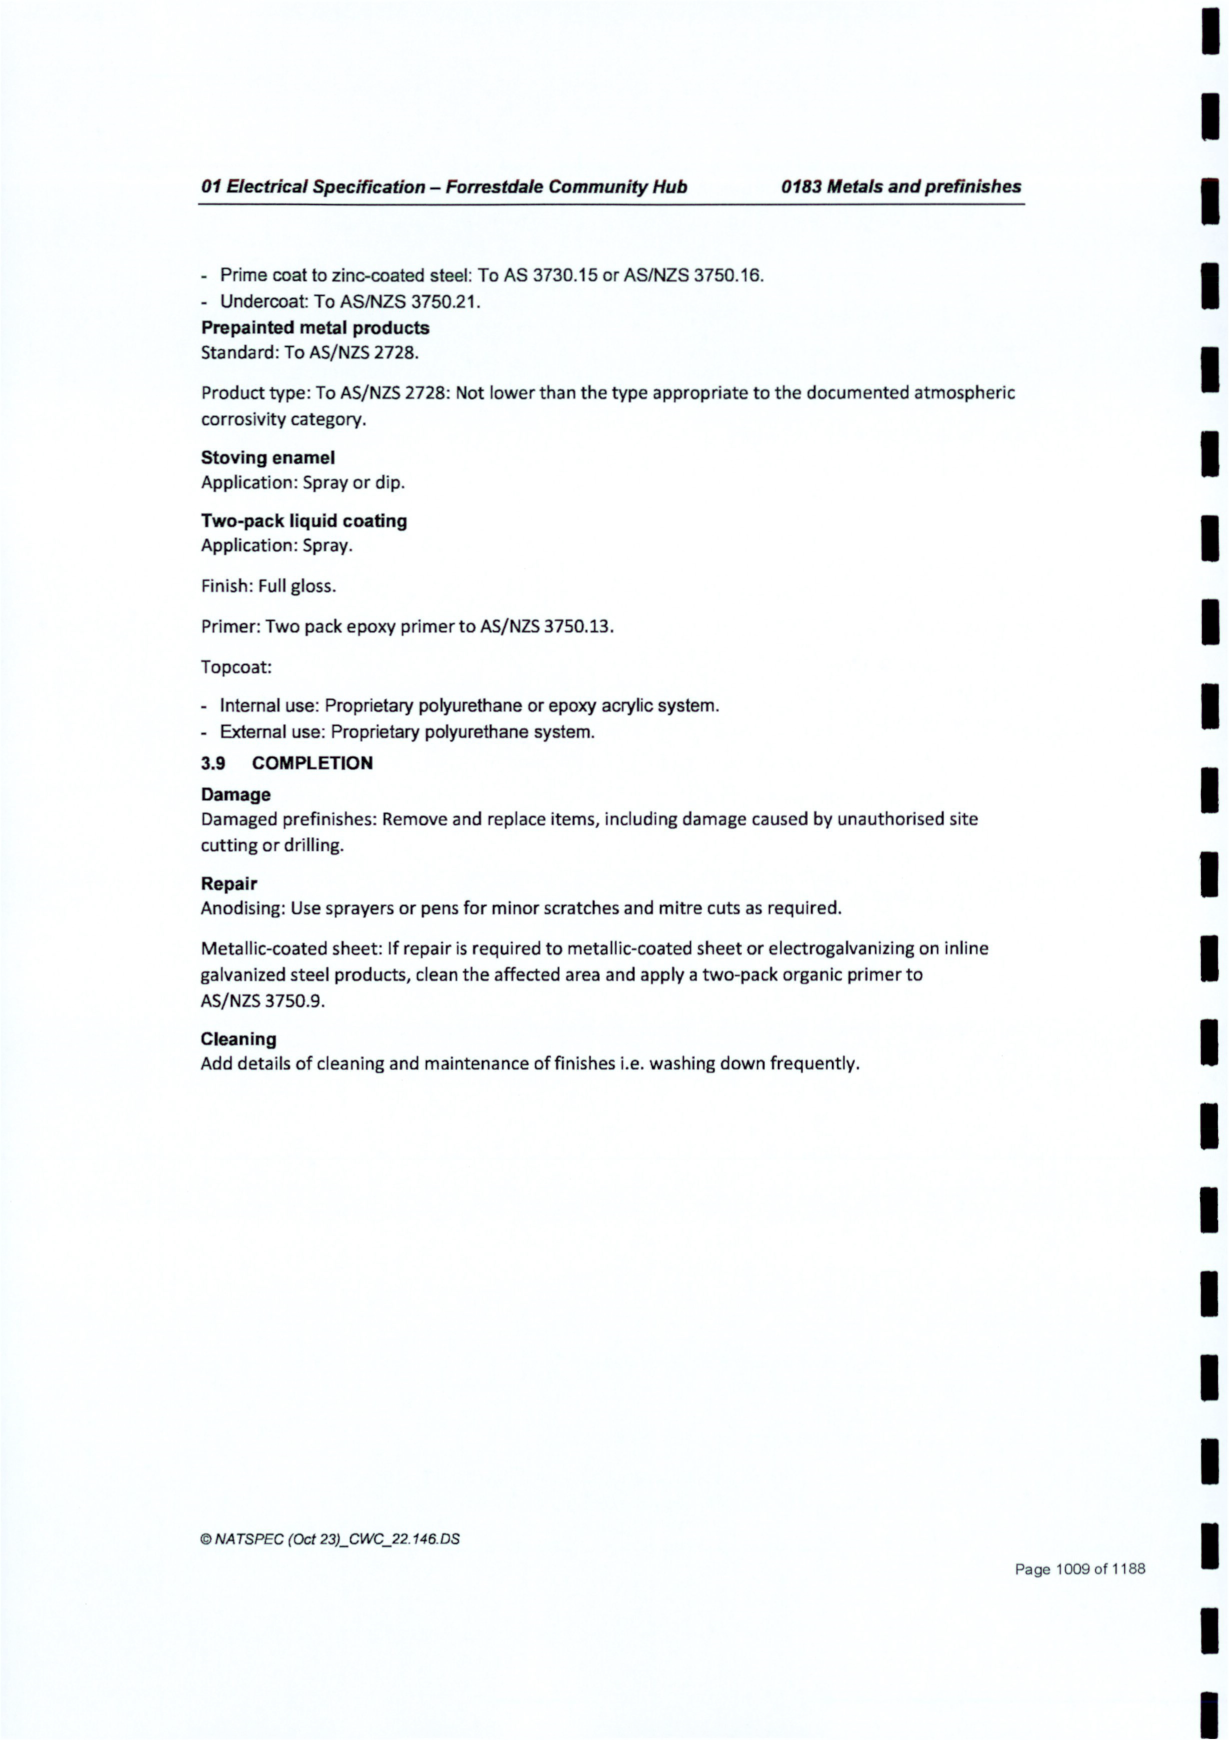 01 Electrical Specification – Forrestdale Community Hub 0183 Metals and prefinishes
- Prime coat to zinc-coated steel: To AS 3730.15 or AS/NZS 3750.16.
- Undercoat: To AS/NZS 3750.21.
Prepainted metal products
Standard: To AS/NZS 2728.
Product type: To AS/NZS 2728: Not lower than the type appropriate to the documented atmospheric
corrosivity category.
Stoving enamel
Application: Spray or dip.
Two-pack liquid coating
Application: Spray.
Finish: Full gloss.
Primer: Two pack epoxy primer to AS/NZS 3750.13.
Topcoat:
- Internal use: Proprietary polyurethane or epoxy acrylic system.
- External use: Proprietary polyurethane system.
3.9 COMPLETION
Damage
Damaged prefinishes: Remove and replace items, including damage caused by unauthorised site
cutting or drilling.
Repair
Anodising: Use sprayers or pens for minor scratches and mitre cuts as required.
Metallic-coated sheet: If repair is required to metallic-coated sheet or electrogalvanizing on inline
galvanized steel products, clean the affected area and apply a two-pack organic primer to
AS/NZS 3750.9.
Cleaning
Add details of cleaning and maintenance of finishes i.e. washing down frequently.
© NATSPEC (Oct 23)_CWC_22.146.DS
Page 1009 of 1188